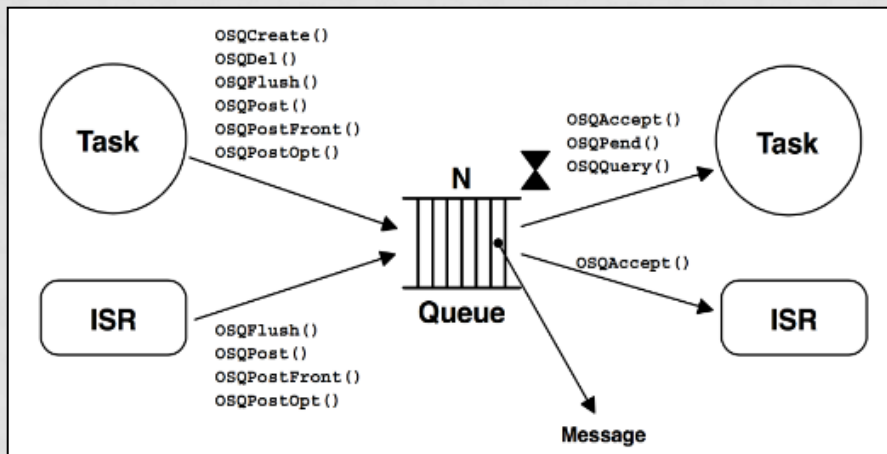 OSQCreate()
OSQDel()
OSQFlush()
OSQPost()
OSQPostFront()
OSQPostOpt()
Task
N
OSQAccept()
OSQPend()
OSQQuery()
Task
Queue
OSQAccept()
ISR
OSQFlush()
OSQPost()
OSQPostFront()
OSQPostOpt()
ISR
Message